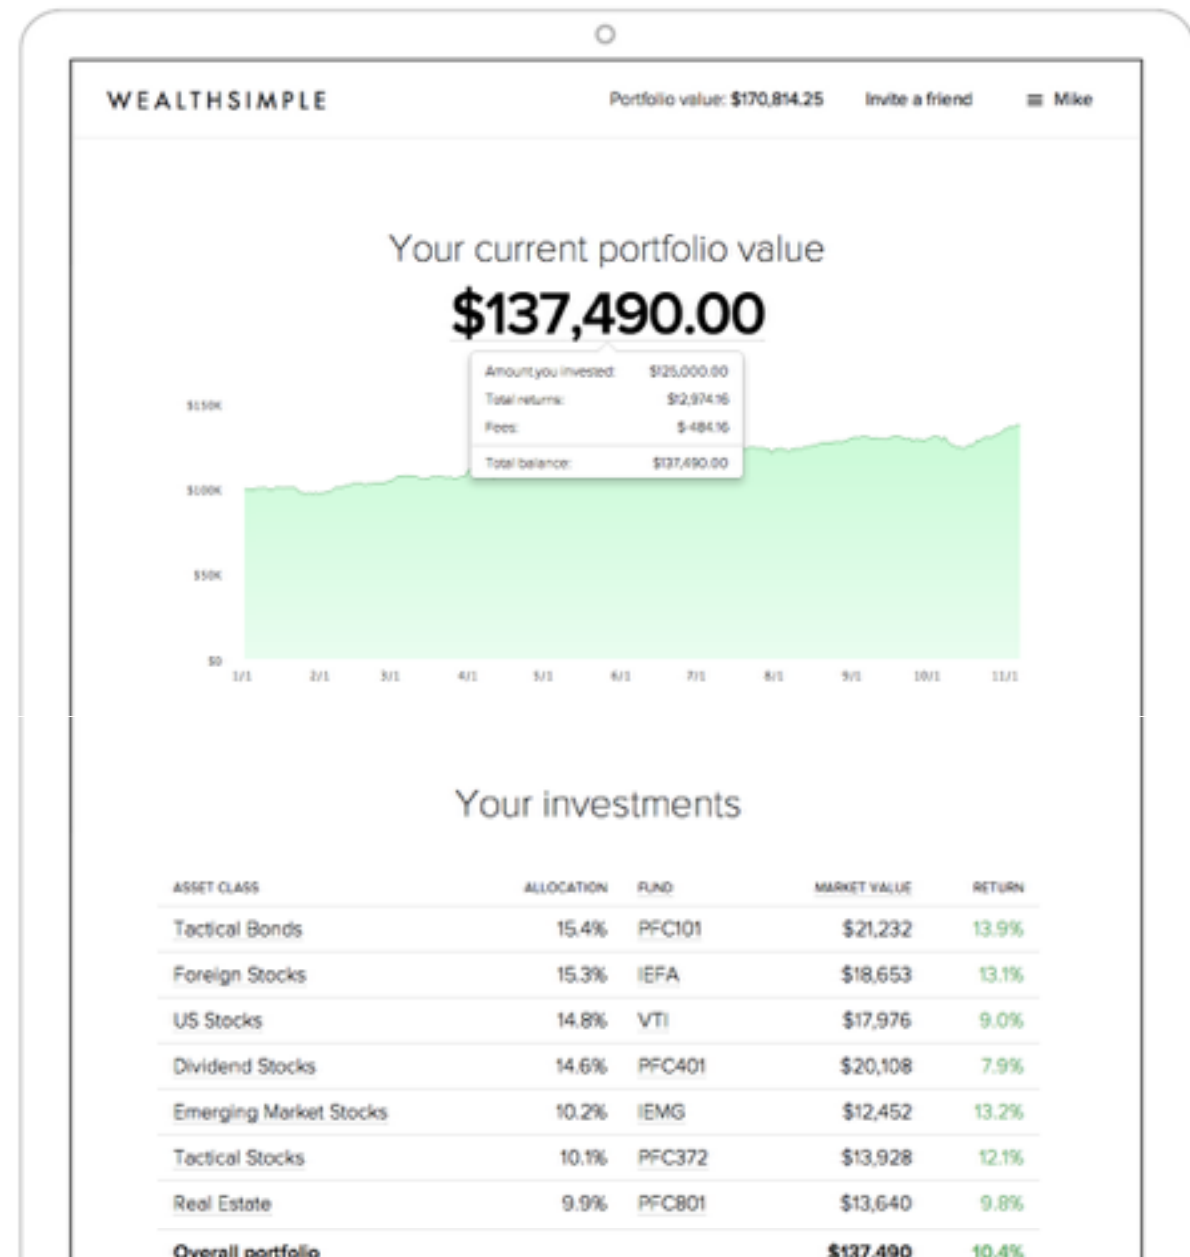 WEALTHSIMPLE Portfolio value: $170,814.25 Invite a friend Mike
Your current portfolio value
$137,490.00
Amount you invested: $125,000.00
Total returns: $12,974.16
Fees: $-484.16
Total balance: $137,490.00
$150K
$100K
$50K
$0
1/1 2/1 3/1 4/1 5/1 6/1 7/1 8/1 9/1 10/1 11/1
Your investments
ASSET CLASS ALLOCATION FUND MARKET VALUE RETURN
Tactical Bonds 15.4% PFC101 $21,232 13.9%
Foreign Stocks 15.3% IEFA $18,653 13.1%
US Stocks 14.8% VTI $17,976 9.0%
Dividend Stocks 14.6% PFC401 $20,108 7.9%
Emerging Market Stocks 10.2% IEMG $12,452 13.2%
Tactical Stocks 10.1% PFC372 $13,928 12.1%
Real Estate 9.9% PFC801 $13,640 9.8%
Overall portfolio $137,490 10.4%